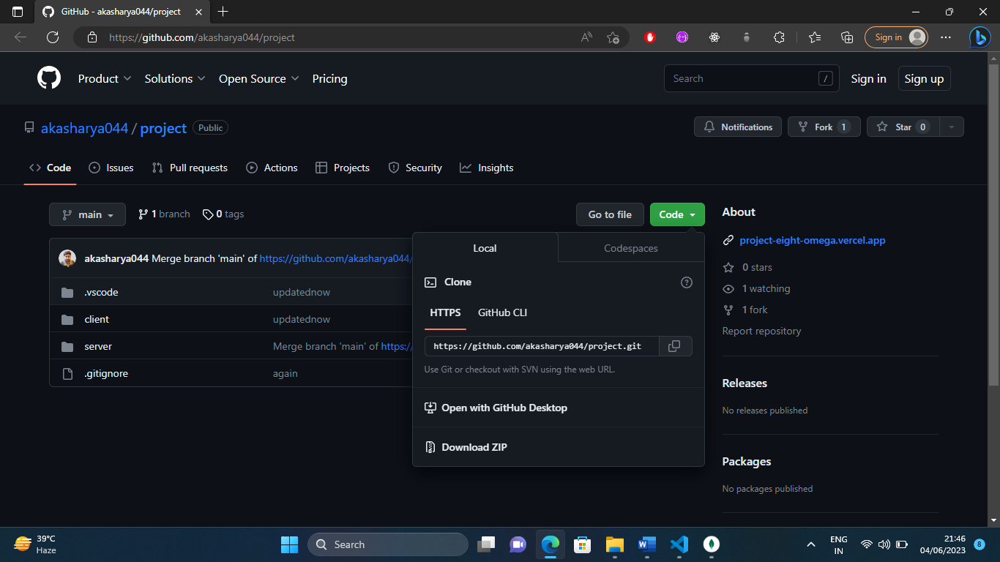 GitHub - akasharya044/project
https://github.com/akasharya044/project
Sign in
Product Solutions Open Source Pricing
Search /
Sign in Sign up
akasharya044 / project Public
Notifications Fork 1 Star 0
Code Issues Pull requests Actions Projects Security Insights
main 1 branch 0 tags
Go to file Code
akasharya044 Merge branch 'main' of https://github.com/akasharya044/
.vscode updatednow
client updatednow
server Merge branch 'main' of https://
.gitignore again
Local Codespaces
Clone
HTTPS GitHub CLI
https://github.com/akasharya044/project.git
Use Git or checkout with SVN using the web URL.
Open with GitHub Desktop
Download ZIP
About
project-eight-omega.vercel.app
0 stars
1 watching
1 fork
Report repository
Releases
No releases published
Packages
No packages published
39°C
Haze
Search
ENG
IN
21:46
04/06/2023
8